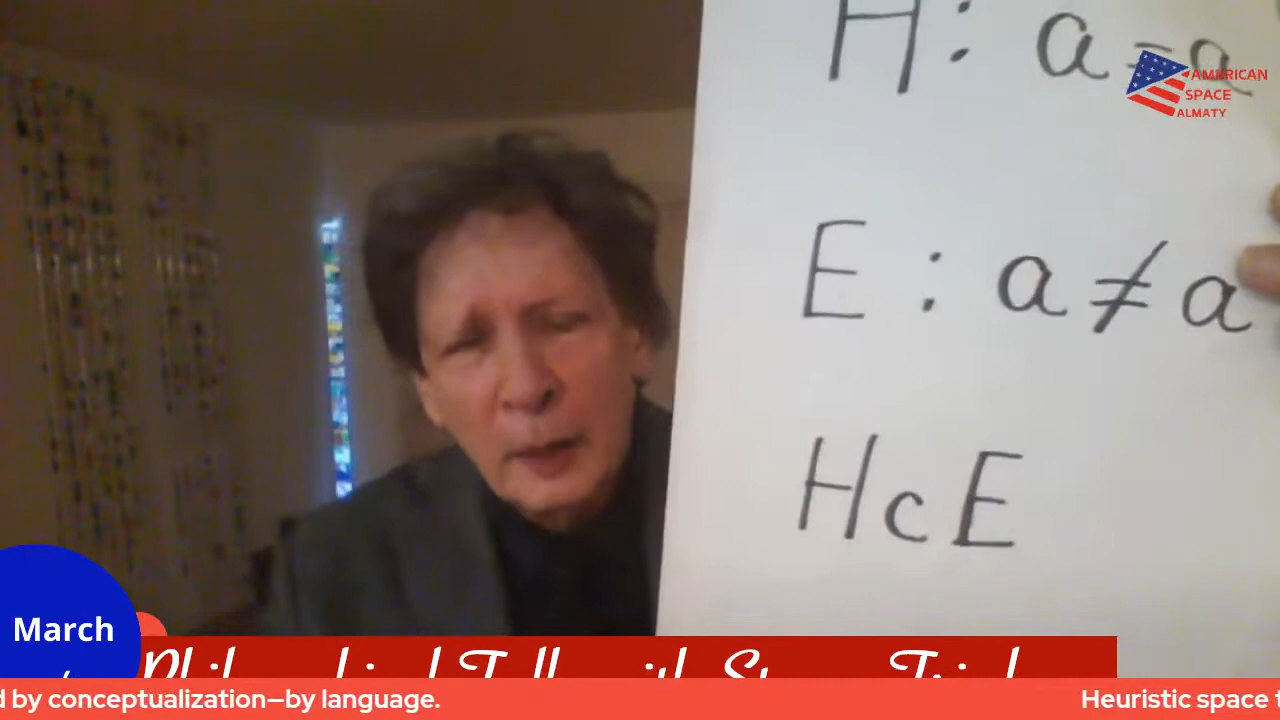 H: a = a
AMERICAN
SPACE
ALMATY
E : a ≠ a
HcE
March
d by conceptualization—by language.
Heuristic space t